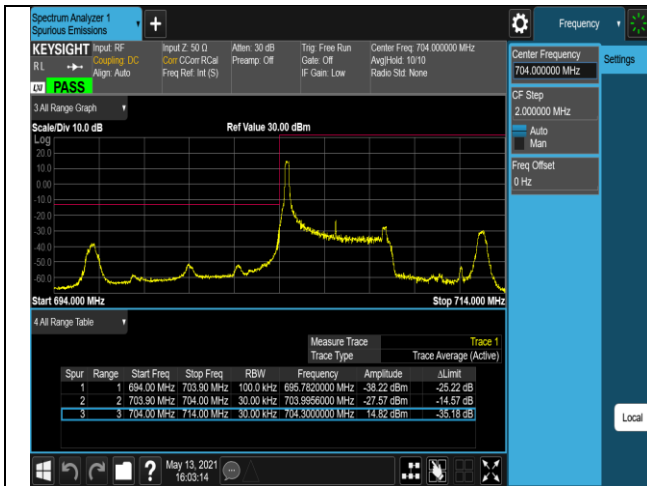 Spectrum Analyzer 1
Spurious Emissions
Frequency
KEYSIGHT Input: RF Input Z: 50 Ω Atten: 30 dB Trig: Free Run Center Freq: 704.000000 MHz
RL Coupling: DC Corr CCorr RCal Preamp: Off Gate: Off Avg|Hold: 10/10
Align: Auto Freq Ref: Int (S) IF Gain: Low Radio Std: None
LXI PASS
3 All Range Graph
Scale/Div 10.0 dB Ref Value 30.00 dBm
Log
20.0
10.0
0.00
-10.0
-20.0
-30.0
-40.0
-50.0
-60.0
Start 694.000 MHz Stop 714.000 MHz
4 All Range Table
Measure Trace Trace 1
Trace Type Trace Average (Active)
Spur Range Start Freq Stop Freq RBW Frequency Amplitude ΔLimit
1 1 694.00 MHz 703.90 MHz 100.0 kHz 695.7820000 MHz -38.22 dBm -25.22 dB
2 2 703.90 MHz 704.00 MHz 30.00 kHz 703.9956000 MHz -27.57 dBm -14.57 dB
3 3 704.00 MHz 714.00 MHz 30.00 kHz 704.3000000 MHz 14.82 dBm -35.18 dB
May 13, 2021
16:03:14
Center Frequency
704.000000 MHz
Settings
CF Step
2.000000 MHz
Auto
Man
Freq Offset
0 Hz
Local